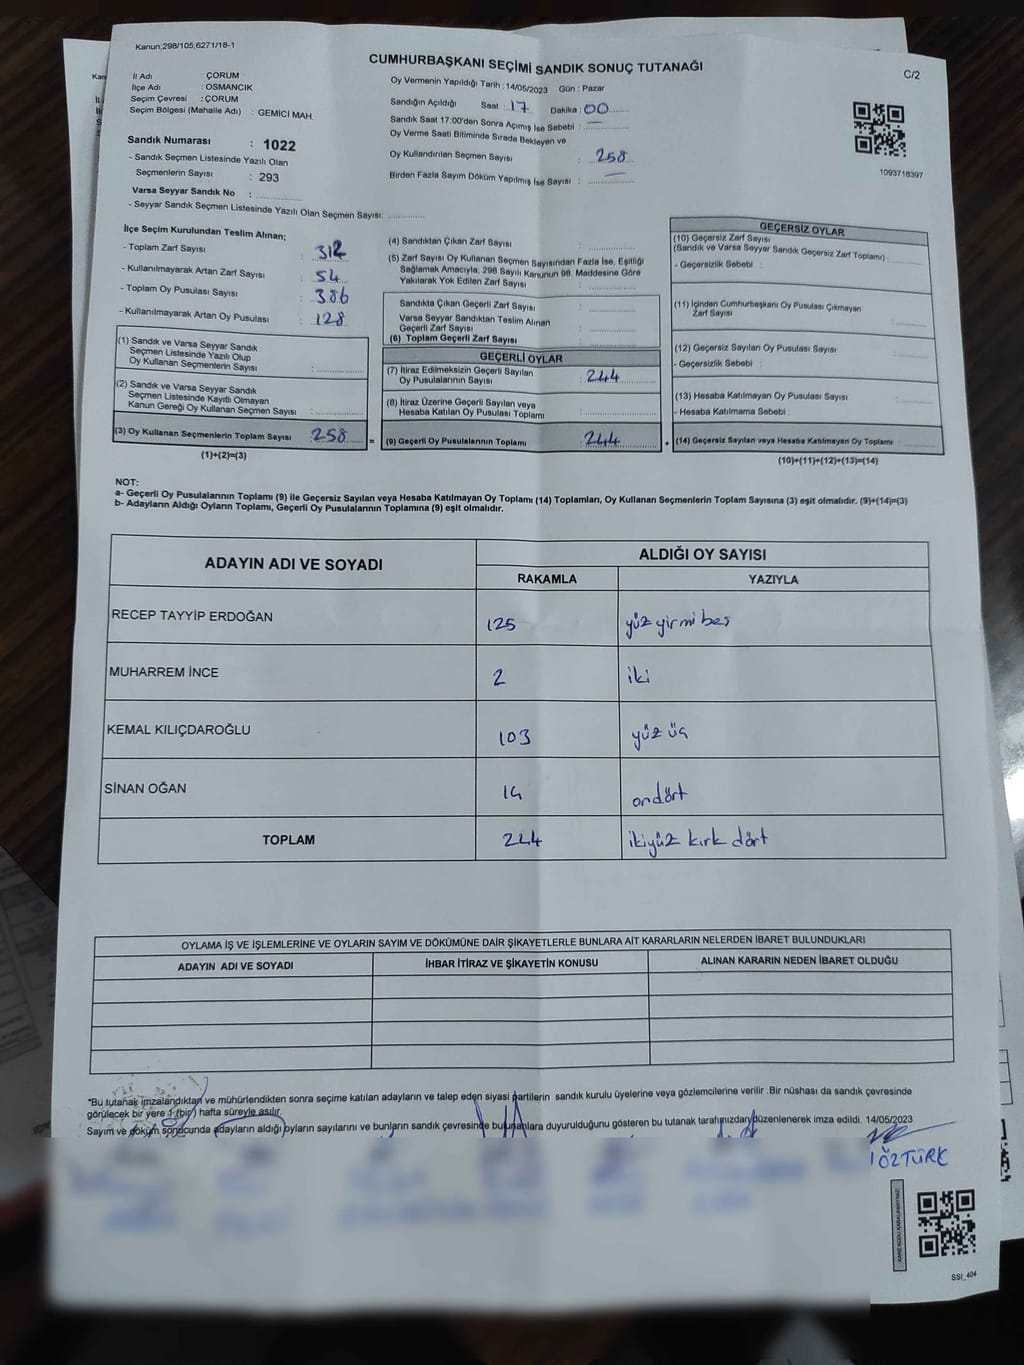 Kanun;298/105;6271/18-1
CUMHURBAŞKANI SEÇİMİ SANDIK SONUÇ TUTANAĞI
C/2
İl Adı : ÇORUM
İlçe Adı : OSMANCIK
Seçim Çevresi : ÇORUM
Seçim Bölgesi (Mahalle Adı) : GEMİCİ MAH.
Sandık Numarası : 1022
- Sandık Seçmen Listesinde Yazılı Olan
Seçmenlerin Sayısı : 293
Varsa Seyyar Sandık No :
- Seyyar Sandık Seçmen Listesinde Yazılı Olan Seçmen Sayısı:
Oy Vermenin Yapıldığı Tarih :14/05/2023 Gün : Pazar
Sandığın Açıldığı Saat : 17 Dakika : 00
Sandık Saat 17:00'den Sonra Açımış İse Sebebi : —
Oy Verme Saati Bitiminde Sırada Bekleyen ve
Oy Kullandırılan Seçmen Sayısı : 258
Birden Fazla Sayım Döküm Yapılmış İse Sayısı : —
1093718397
İlçe Seçim Kurulundan Teslim Alınan;
- Toplam Zarf Sayısı : 312
- Kullanılmayarak Artan Zarf Sayısı : 54
- Toplam Oy Pusulası Sayısı : 386
- Kullanılmayarak Artan Oy Pusulası : 128
(1) Sandık ve Varsa Seyyar Sandık
Seçmen Listesinde Yazılı Olup
Oy Kullanan Seçmenlerin Sayısı :
(2) Sandık ve Varsa Seyyar Sandık
Seçmen Listesinde Kayıtlı Olmayan
Kanun Gereği Oy Kullanan Seçmen Sayısı :
(3) Oy Kullanan Seçmenlerin Toplam Sayısı : 258
(1)+(2)=(3)
(4) Sandıktan Çıkan Zarf Sayısı :
(5) Zarf Sayısı Oy Kullanan Seçmen Sayısından Fazla İse, Eşitliği
Sağlamak Amacıyla, 298 Sayılı Kanunun 98. Maddesine Göre
Yakılarak Yok Edilen Zarf Sayısı :
Sandıkta Çıkan Geçerli Zarf Sayısı :
Varsa Seyyar Sandıktan Teslim Alınan
Geçerli Zarf Sayısı :
(6) Toplam Geçerli Zarf Sayısı :
GEÇERLİ OYLAR
(7) İtiraz Edilmeksizin Geçerli Sayılan
Oy Pusulalarının Sayısı : 244
(8) İtiraz Üzerine Geçerli Sayılan veya
Hesaba Katılan Oy Pusulası Toplamı :
= (9) Geçerli Oy Pusulalarının Toplamı : 244
GEÇERSİZ OYLAR
(10) Geçersiz Zarf Sayısı
(Sandık ve Varsa Seyyar Sandık Geçersiz Zarf Toplamı) :
- Geçersizlik Sebebi :
(11) İçinden Cumhurbaşkanı Oy Pusulası Çıkmayan
Zarf Sayısı :
(12) Geçersiz Sayılan Oy Pusulası Sayısı :
- Geçersizlik Sebebi :
(13) Hesaba Katılmayan Oy Pusulası Sayısı :
- Hesaba Katılmama Sebebi :
+ (14) Geçersiz Sayılan veya Hesaba Katılmayan Oy Toplamı :
(10)+(11)+(12)+(13)=(14)
NOT:
a- Geçerli Oy Pusulalarının Toplamı (9) ile Geçersiz Sayılan veya Hesaba Katılmayan Oy Toplamı (14) Toplamları, Oy Kullanan Seçmenlerin Toplam Sayısına (3) eşit olmalıdır. (9)+(14)=(3)
b- Adayların Aldığı Oyların Toplamı, Geçerli Oy Pusulalarının Toplamına (9) eşit olmalıdır.
ADAYIN ADI VE SOYADI ALDIĞI OY SAYISI
RAKAMLA YAZIYLA
RECEP TAYYİP ERDOĞAN 125 yüz yirmi beş
MUHARREM İNCE 2 iki
KEMAL KILIÇDAROĞLU 103 yüz üç
SİNAN OĞAN 14 ondört
TOPLAM 244 ikiyüz kırk dört
OYLAMA İŞ VE İŞLEMLERİNE VE OYLARIN SAYIM VE DÖKÜMÜNE DAİR ŞİKAYETLERLE BUNLARA AİT KARARLARIN NELERDEN İBARET BULUNDUKLARI
ADAYIN ADI VE SOYADI İHBAR İTİRAZ VE ŞİKAYETİN KONUSU ALINAN KARARIN NEDEN İBARET OLDUĞU
"Bu tutanak imzalandıktan ve mühürlendikten sonra seçime katılan adayların ve talep eden siyasi partilerin sandık kurulu üyelerine veya gözlemcilerine verilir .Bir nüshası da sandık çevresinde
görülecek bir yere 1 (bir) hafta süreyle asılır.
Sayım ve döküm sonucunda adayların aldığı oyların sayılarını ve bunların sandık çevresinde bulunanlara duyurulduğunu gösteren bu tutanak tarafımızdan düzenlenerek imza edildi. 14/05/2023
İ ÖZTÜRK
BSI_404